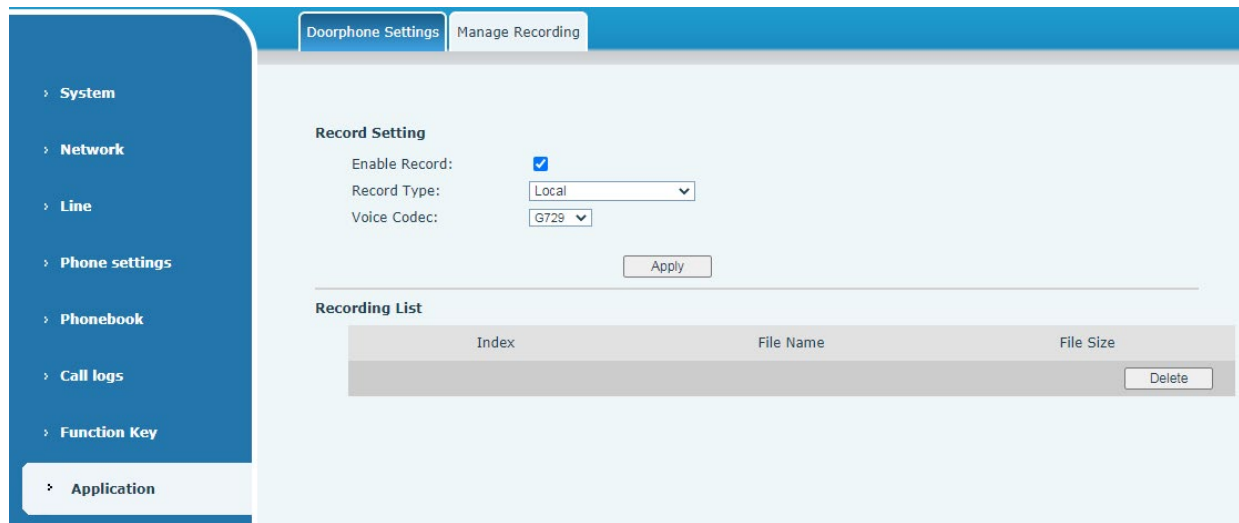 Doorphone Settings Manage Recording
System
Network
Line
Phone settings
Phonebook
Call logs
Function Key
Application
Record Setting
Enable Record:
Record Type: Local
Voice Codec: G729
Apply
Recording List
Index File Name File Size
Delete